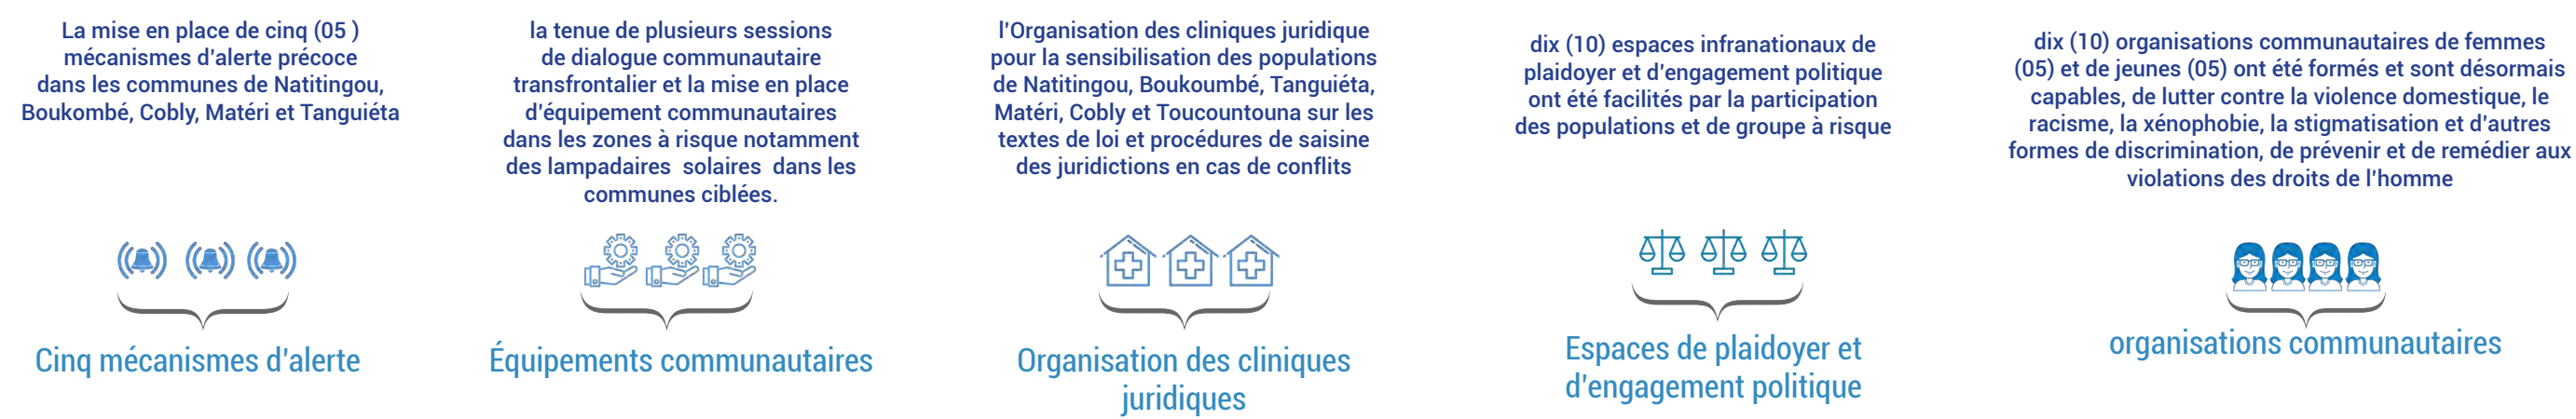 La mise en place de cinq (05 )
mécanismes d'alerte précoce
dans les communes de Natitingou,
Boukombé, Cobly, Matéri et Tanguiéta
Cinq mécanismes d'alerte
la tenue de plusieurs sessions
de dialogue communautaire
transfrontalier et la mise en place
d'équipement communautaires
dans les zones à risque notamment
des lampadaires solaires dans les
communes ciblées.
Équipements communautaires
l'Organisation des cliniques juridique
pour la sensibilisation des populations
de Natitingou, Boukoumbé, Tanguiéta,
Matéri, Cobly et Toucountouna sur les
textes de loi et procédures de saisine
des juridictions en cas de conflits
Organisation des cliniques
juridiques
dix (10) espaces infranationaux de
plaidoyer et d'engagement politique
ont été facilités par la participation
des populations et de groupe à risque
Espaces de plaidoyer et
d'engagement politique
dix (10) organisations communautaires de femmes
(05) et de jeunes (05) ont été formés et sont désormais
capables, de lutter contre la violence domestique, le
racisme, la xénophobie, la stigmatisation et d'autres
formes de discrimination, de prévenir et de remédier aux
violations des droits de l'homme
organisations communautaires